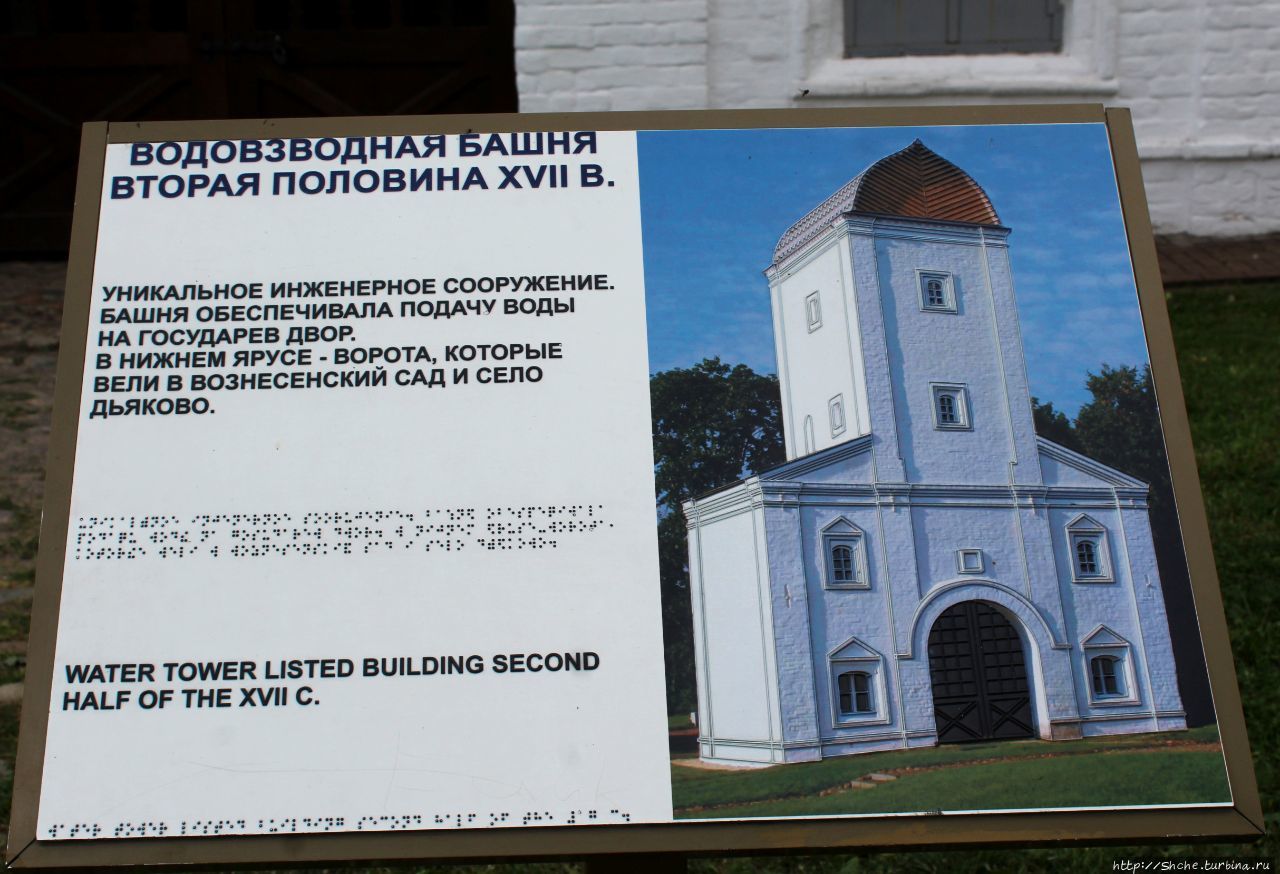 ВОДОВЗВОДНАЯ БАШНЯ
ВТОРАЯ ПОЛОВИНА XVII В.
УНИКАЛЬНОЕ ИНЖЕНЕРНОЕ СООРУЖЕНИЕ.
БАШНЯ ОБЕСПЕЧИВАЛА ПОДАЧУ ВОДЫ
НА ГОСУДАРЕВ ДВОР.
В НИЖНЕМ ЯРУСЕ - ВОРОТА, КОТОРЫЕ
ВЕЛИ В ВОЗНЕСЕНСКИЙ САД И СЕЛО
ДЬЯКОВО.
WATER TOWER LISTED BUILDING SECOND
HALF OF THE XVII C.
http://Shche.turbina.ru